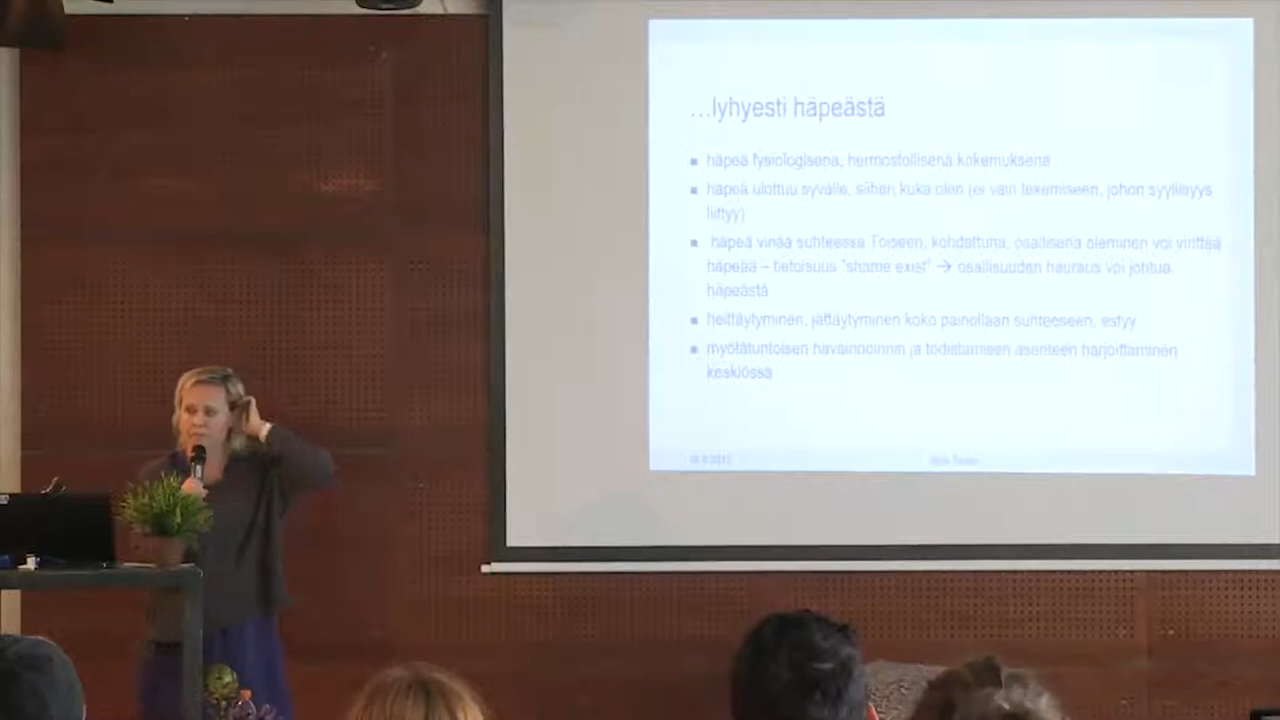 ...lyhyesti häpeästä
häpeä fysiologisena, hermostollisena kokemuksena
häpeä ulottuu syvälle, siihen kuka olen (ei vain tekemiseen, johon syyllisyys
liittyy)
häpeä viriää suhteessa Toiseen, kohdattuna, osallisena oleminen voi virittää
häpeää – tietoisuus "shame exist" → osallisuuden hauraus voi johtua
häpeästä
heittäytyminen, jättäytyminen koko painollaan suhteeseen, estyy
myötätuntoisen havainnoinnin ja todistamisen asenteen harjoittaminen
keskiössä